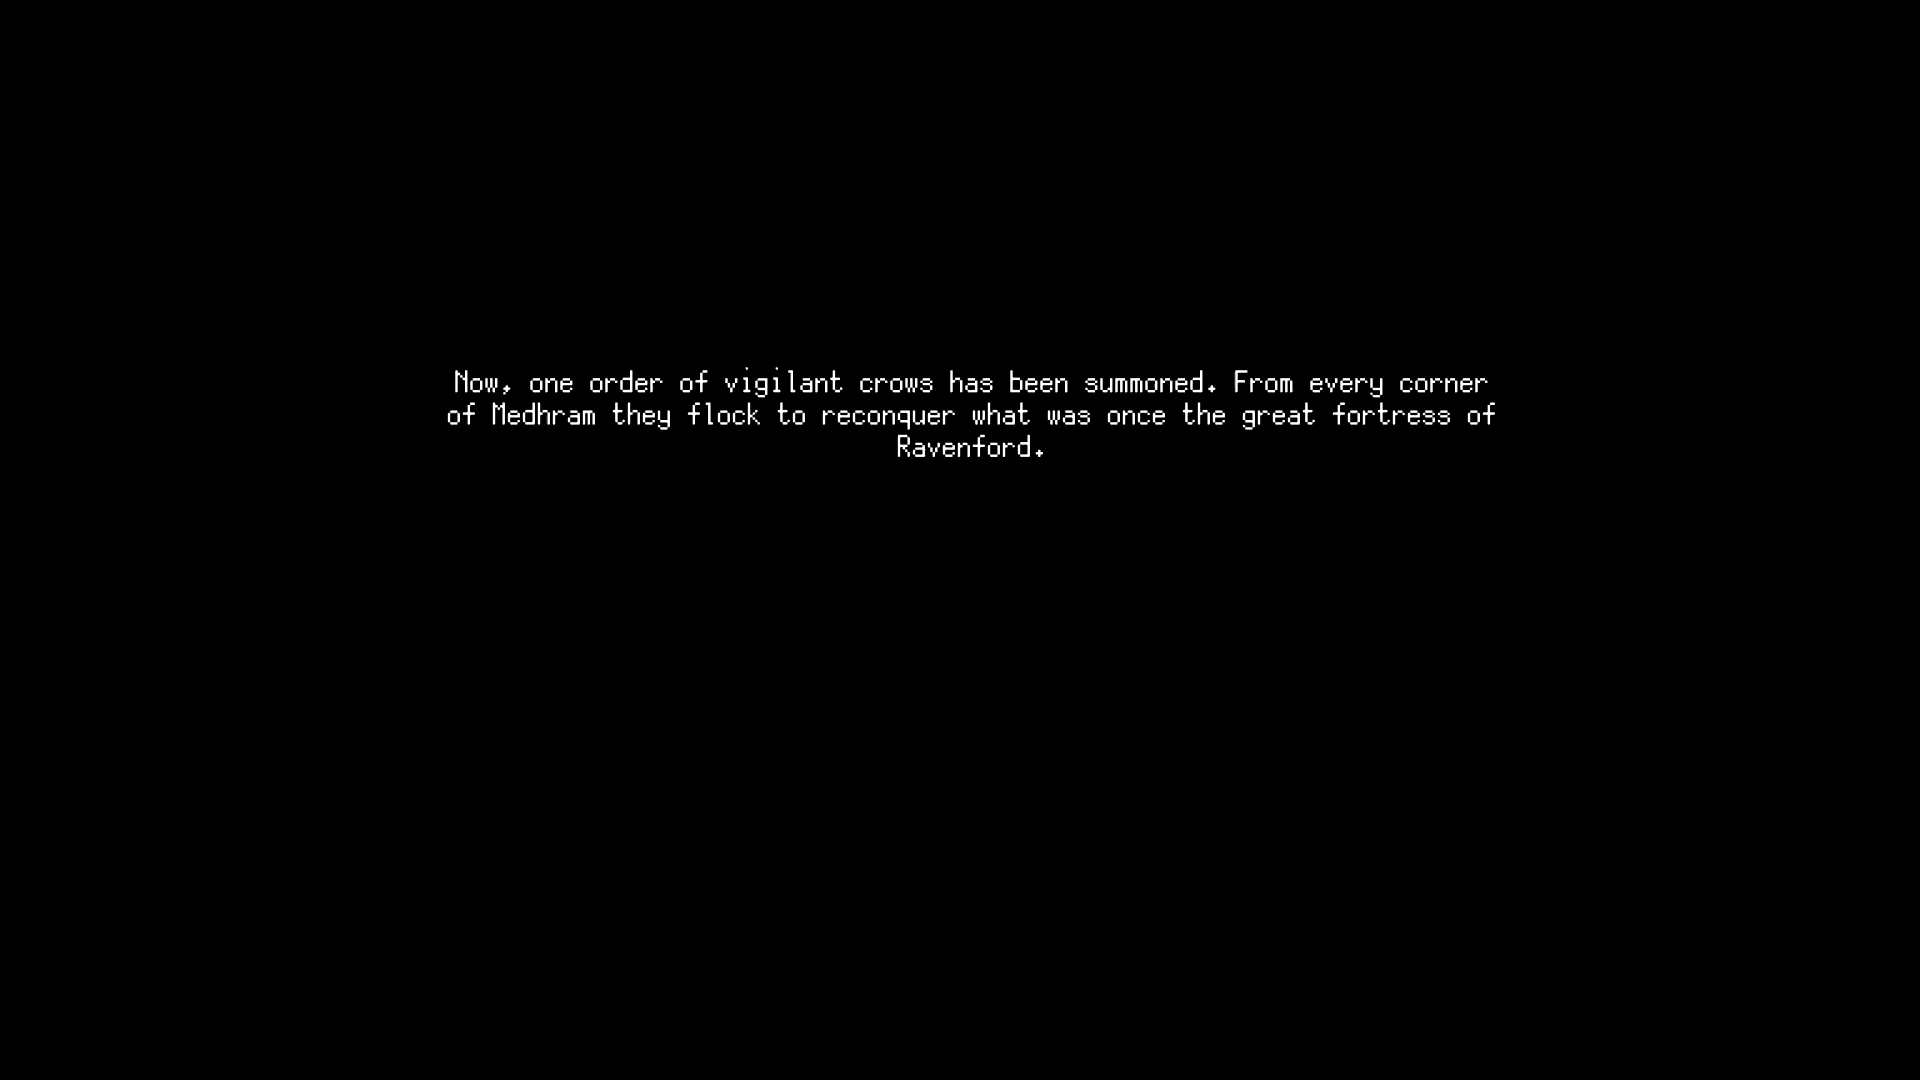 Now, one order of vigilant crows has been summoned. From every corner
of Medhram they flock to reconquer what was once the great fortress of
Ravenford.